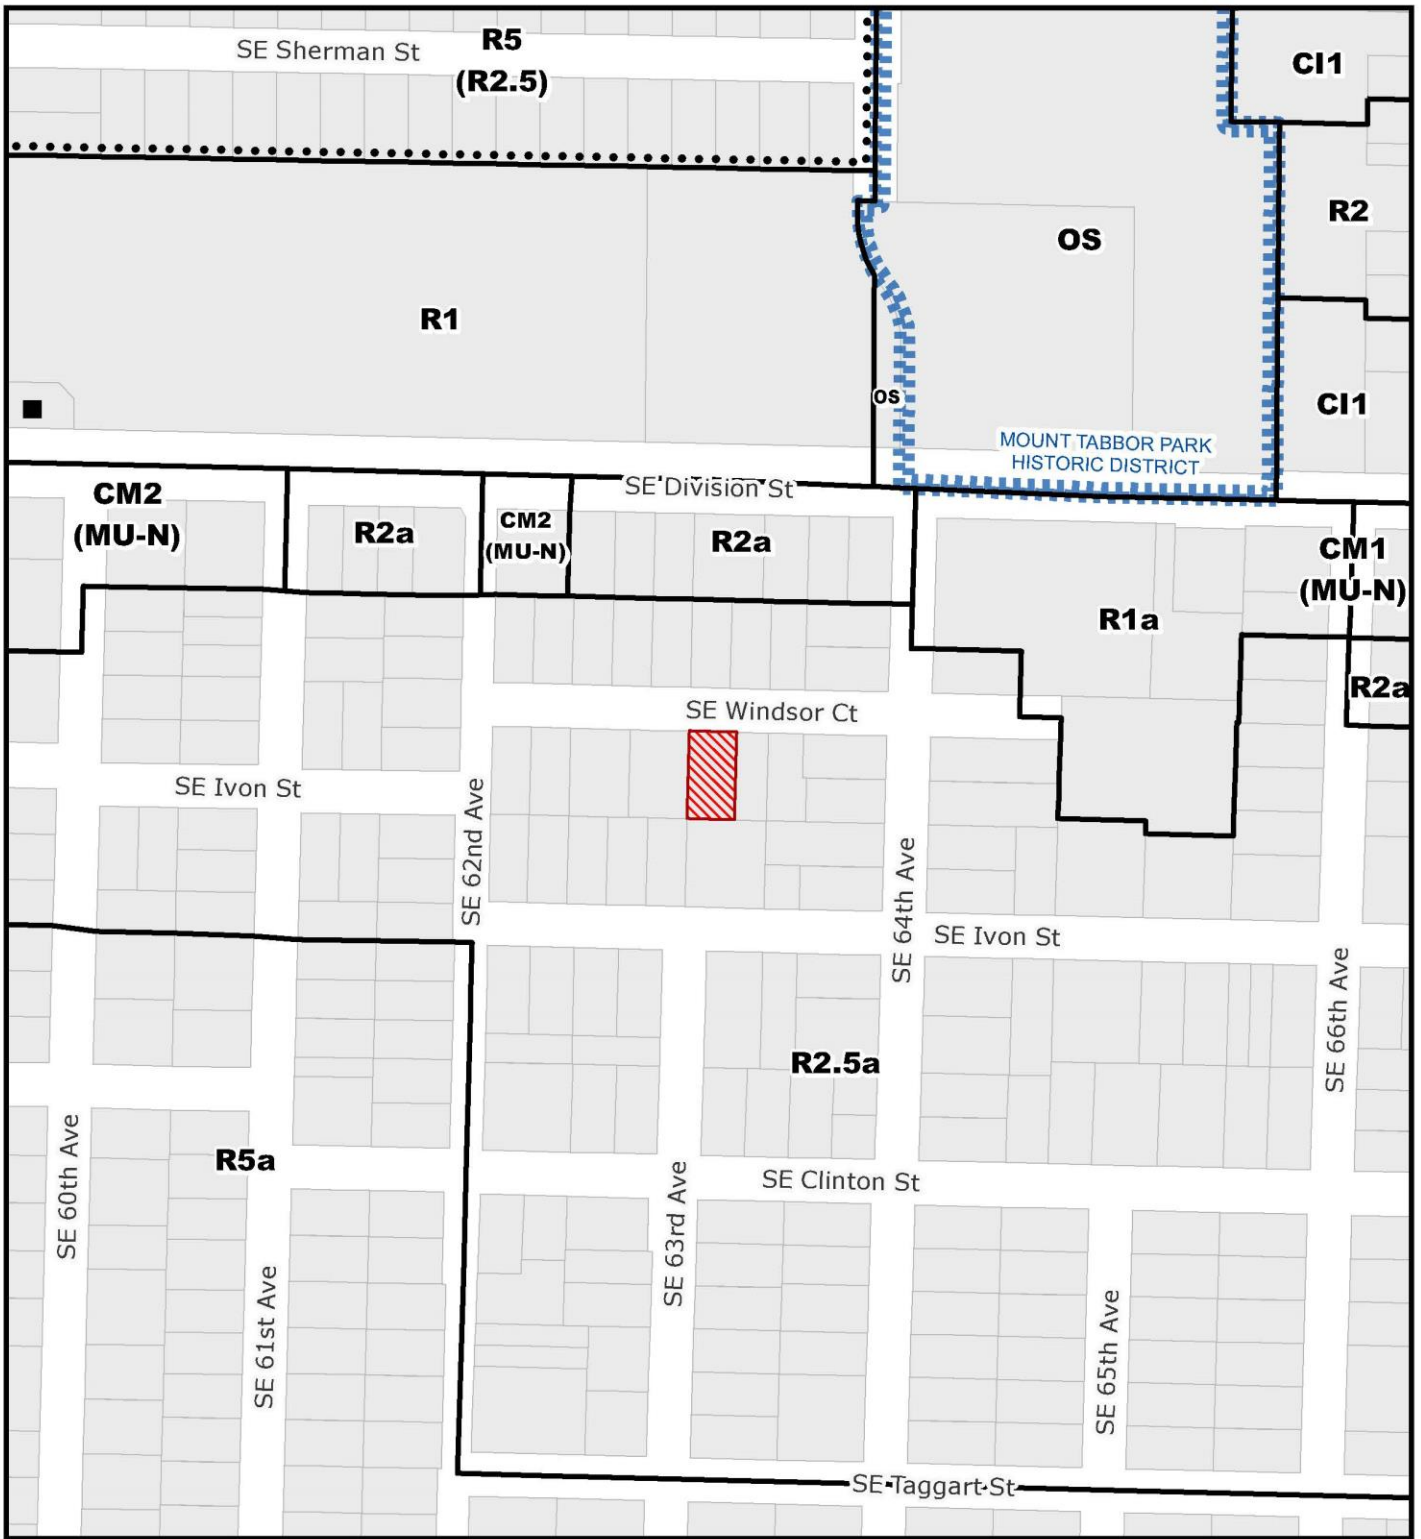 R5
SE Sherman St
(R2.5)
CI1
R2
OS
R1
OS
CI1
MOUNT TABBOR PARK
HISTORIC DISTRICT
SE Division St
CM2
(MU-N)
R2a
CM2
(MU-N)
R2a
CM1
(MU-N)
R1a
R2a
SE Windsor Ct
SE Ivon St
SE 62nd Ave
SE 64th Ave
SE Ivon St
SE 66th Ave
R2.5a
SE 60th Ave
R5a
SE Clinton St
SE 63rd Ave
SE 61st Ave
SE 65th Ave
SE Taggart St